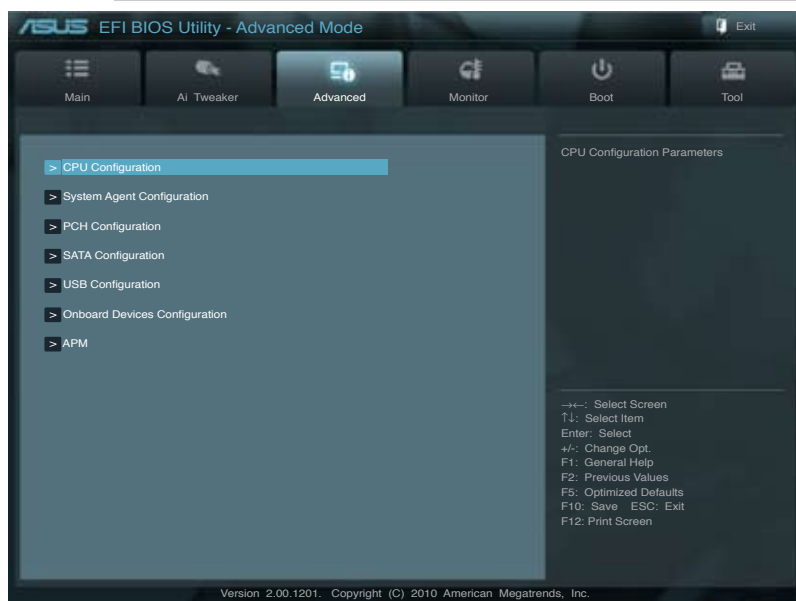 ASUS EFI BIOS Utility - Advanced Mode
Exit
Main
Ai Tweaker
Advanced
Monitor
Boot
Tool
> CPU Configuration
> System Agent Configuration
> PCH Configuration
> SATA Configuration
> USB Configuration
> Onboard Devices Configuration
> APM
CPU Configuration Parameters
→←: Select Screen
↑↓: Select Item
Enter: Select
+/-: Change Opt.
F1: General Help
F2: Previous Values
F5: Optimized Defaults
F10: Save ESC: Exit
F12: Print Screen
Version 2.00.1201. Copyright (C) 2010 American Megatrends, Inc.